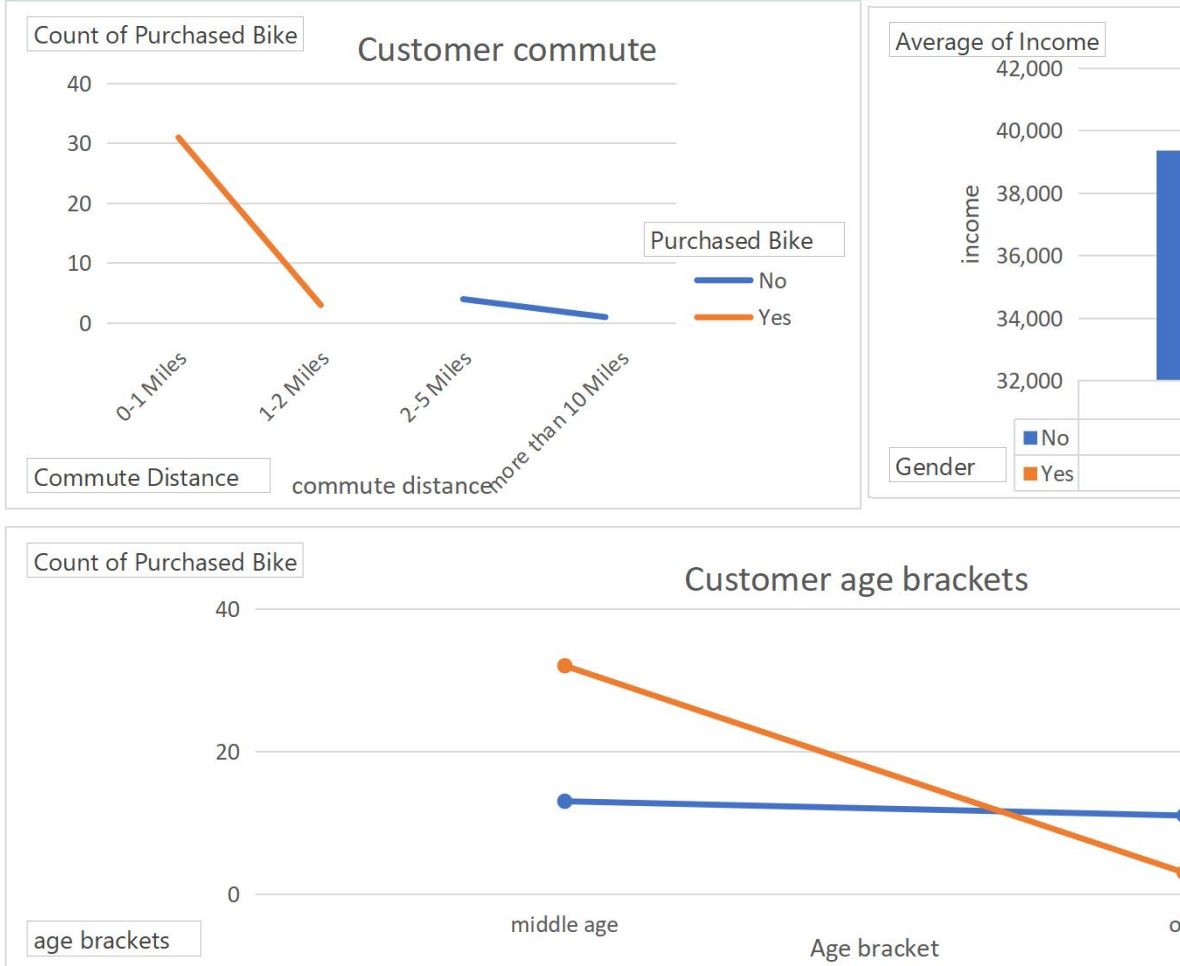 Count of Purchased Bike
Customer commute
40
30
20
10
0
0-1 Miles
1-2 Miles
2-5 Miles
more than 10 Miles
Purchased Bike
No
Yes
Commute Distance
commute distance
Average of Income
42,000
40,000
38,000
36,000
34,000
32,000
income
No
Yes
Gender
Count of Purchased Bike
Customer age brackets
40
20
0
middle age
Age bracket
age brackets